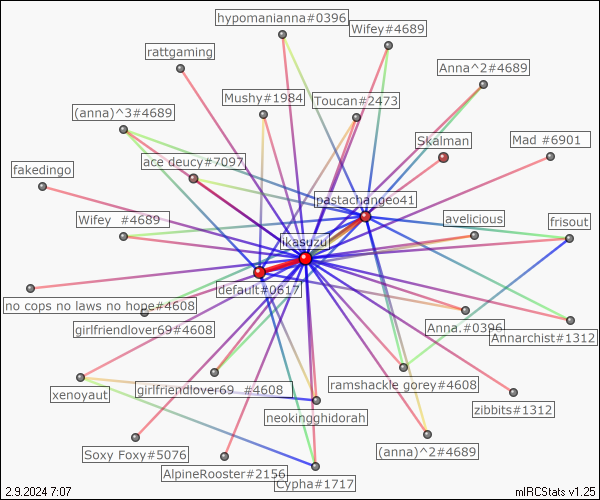 hypomanianna#0396
Wifey#4689
rattgaming
Anna^2#4689
Mushy#1984
Toucan#2473
(anna)^3#4689
Skalman
Mad #6901
ace deucy#7097
fakedingo
pastachangeo41
Wifey #4689
avelicious
frisout
ikasuzu
default#0617
no cops no laws no hope#4608
girlfriendlover69#4608
Anna.#0396
Annarchist#1312
xenoyaut
girlfriendlover69 #4608
ramshackle gorey#4608
neokingghidorah
zibbits#1312
Soxy Foxy#5076
(anna)^2#4689
AlpineRooster#2156
Cypha#1717
2.9.2024 7:07
mIRCStats v1.25